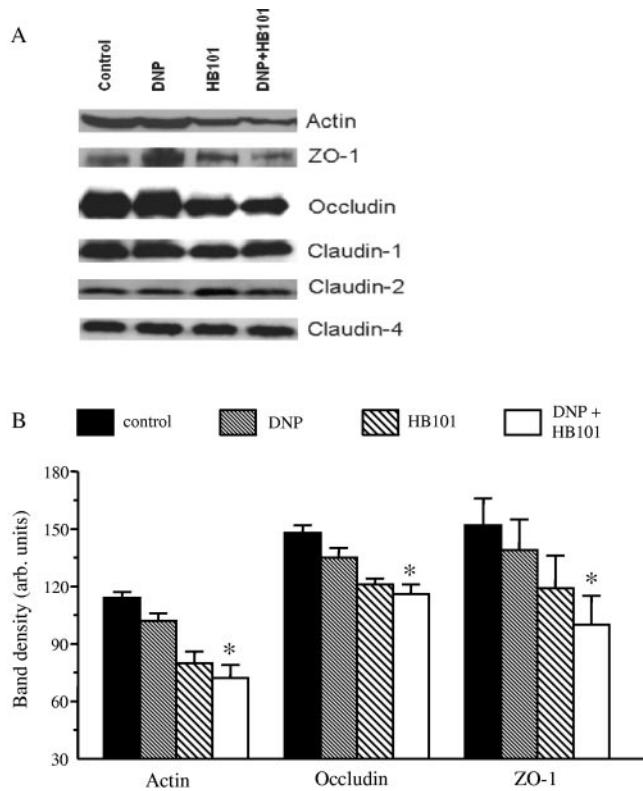 A
Control DNP HB101 DNP+HB101
Actin
ZO-1
Occludin
Claudin-1
Claudin-2
Claudin-4
B
control DNP HB101 DNP + HB101
Band density (arb. units)
180
150
120
90
60
30
*
*
*
Actin Occludin ZO-1